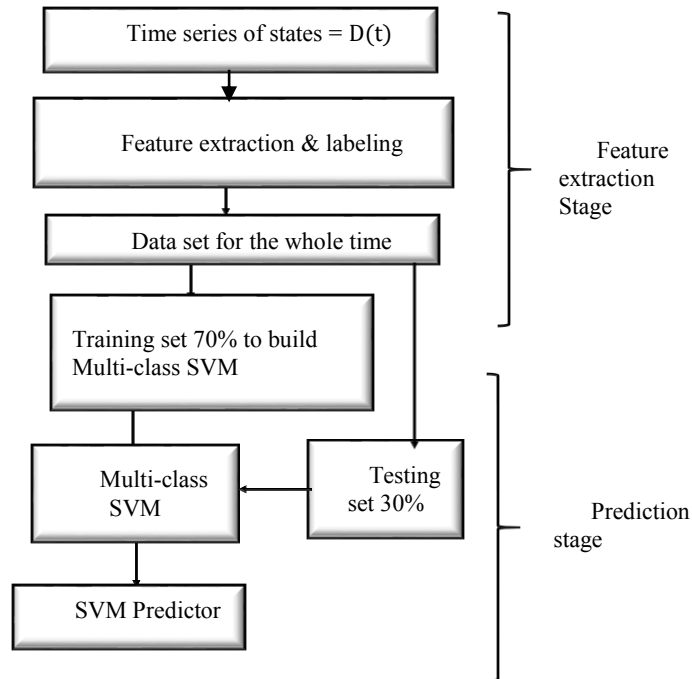 Time series of states = D(t)
Feature extraction & labeling
Data set for the whole time
Training set 70% to build
Multi-class SVM
Multi-class
SVM
Testing
set 30%
SVM Predictor
Feature
extraction
Stage
Prediction
stage